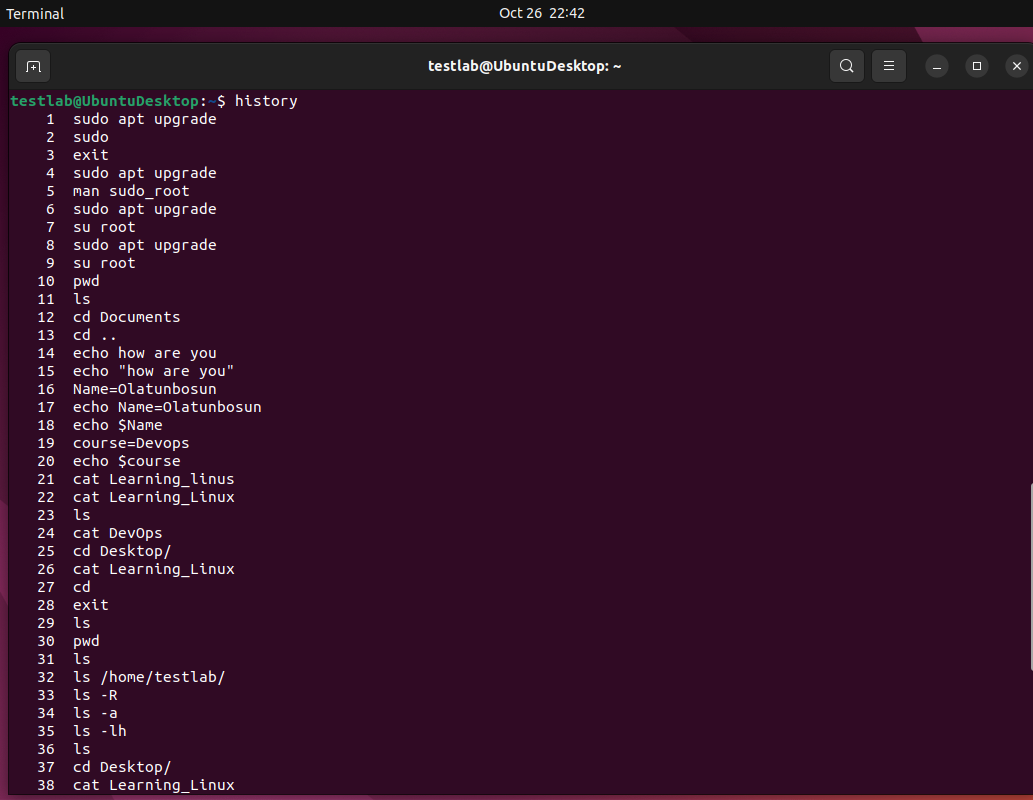 Terminal
Oct 26 22:42
testlab@UbuntuDesktop: ~
testlab@UbuntuDesktop:~$ history
1 sudo apt upgrade
2 sudo
3 exit
4 sudo apt upgrade
5 man sudo_root
6 sudo apt upgrade
7 su root
8 sudo apt upgrade
9 su root
10 pwd
11 ls
12 cd Documents
13 cd ..
14 echo how are you
15 echo "how are you"
16 Name=Olatunbosun
17 echo Name=Olatunbosun
18 echo $Name
19 course=Devops
20 echo $course
21 cat Learning_linus
22 cat Learning_Linux
23 ls
24 cat DevOps
25 cd Desktop/
26 cat Learning_Linux
27 cd
28 exit
29 ls
30 pwd
31 ls
32 ls /home/testlab/
33 ls -R
34 ls -a
35 ls -lh
36 ls
37 cd Desktop/
38 cat Learning_Linux